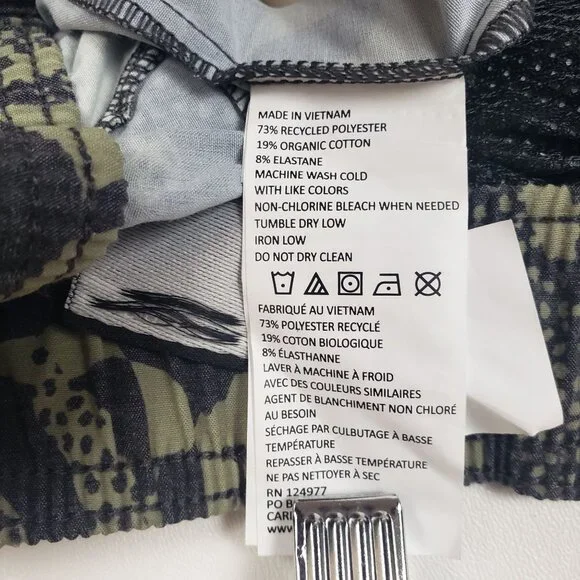 MADE IN VIETNAM
73% RECYCLED POLYESTER
19% ORGANIC COTTON
8% ELASTANE
MACHINE WASH COLD
WITH LIKE COLORS
NON-CHLORINE BLEACH WHEN NEEDED
TUMBLE DRY LOW
IRON LOW
DO NOT DRY CLEAN
FABRIQUÉ AU VIETNAM
73% POLYESTER RECYCLÉ
19% COTON BIOLOGIQUE
8% ÉLASTHANNE
LAVER À MACHINE À FROID
AVEC DES COULEURS SIMILAIRES
AGENT DE BLANCHIMENT NON CHLORÉ
AU BESOIN
SÉCHAGE PAR CULBUTAGE À BASSE
TEMPÉRATURE
REPASSER À BASSE TEMPÉRATURE
NE PAS NETTOYER À SEC
RN 124977
PO